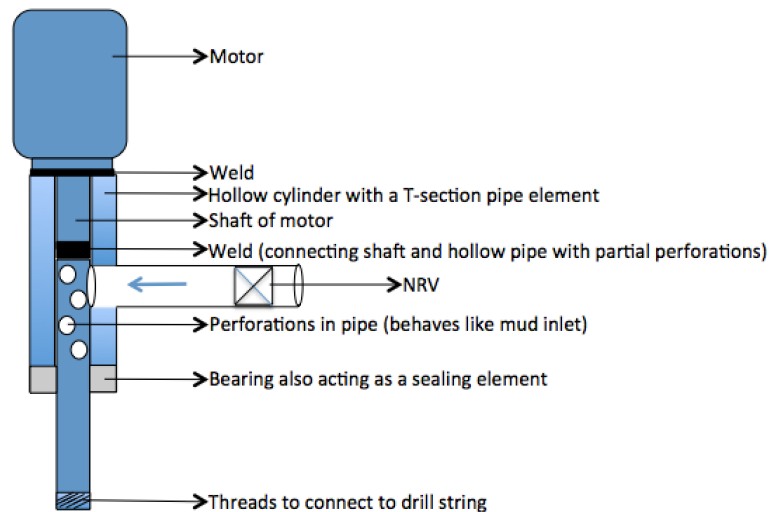 Motor
Weld
Hollow cylinder with a T-section pipe element
Shaft of motor
Weld (connecting shaft and hollow pipe with partial perforations)
NRV
Perforations in pipe (behaves like mud inlet)
Bearing also acting as a sealing element
Threads to connect to drill string